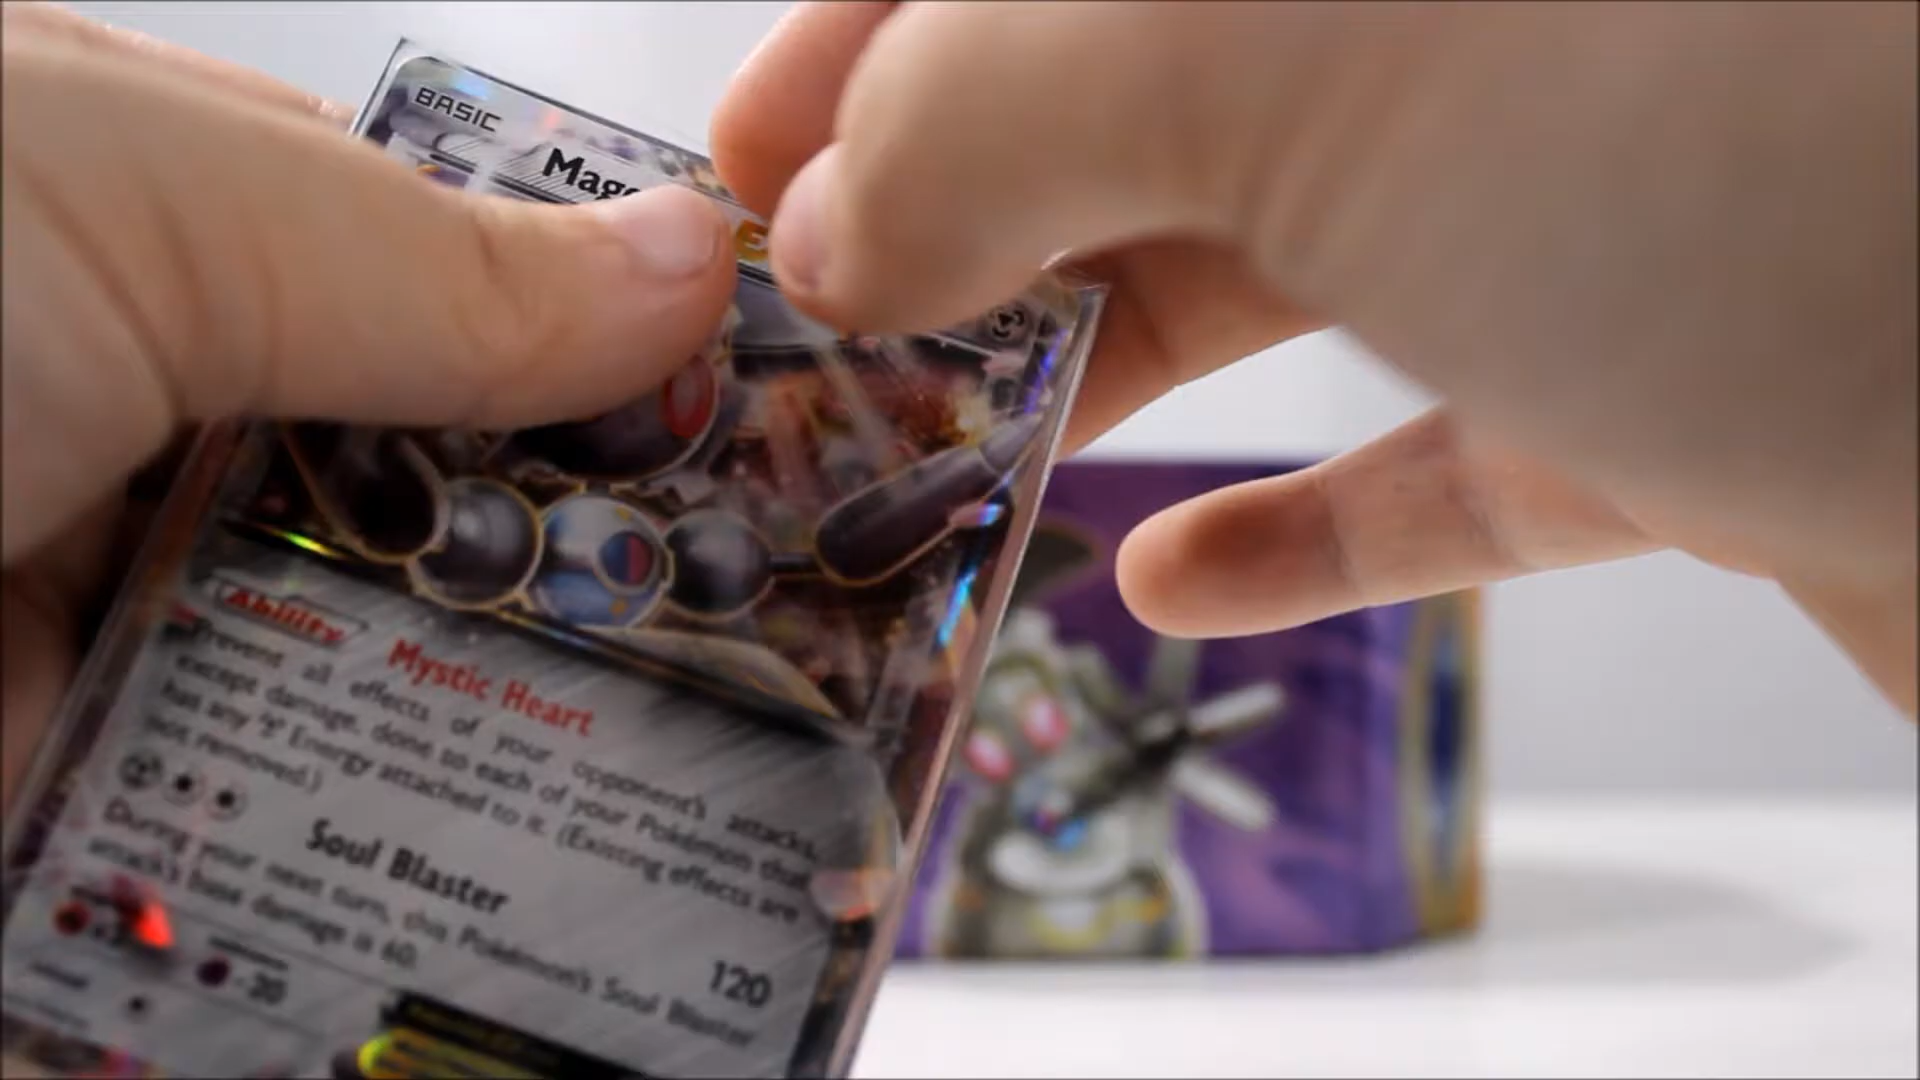 BASIC
Mage
E
Ability Mystic Heart
Prevent all effects of your opponent's attacks,
except damage, done to each of your Pokémon that
has any Energy attached to it. (Existing effects are
not removed.)
Soul Blaster 120
During your next turn, this Pokémon's Soul Blaster
attack's base damage is 60.
×2 -20